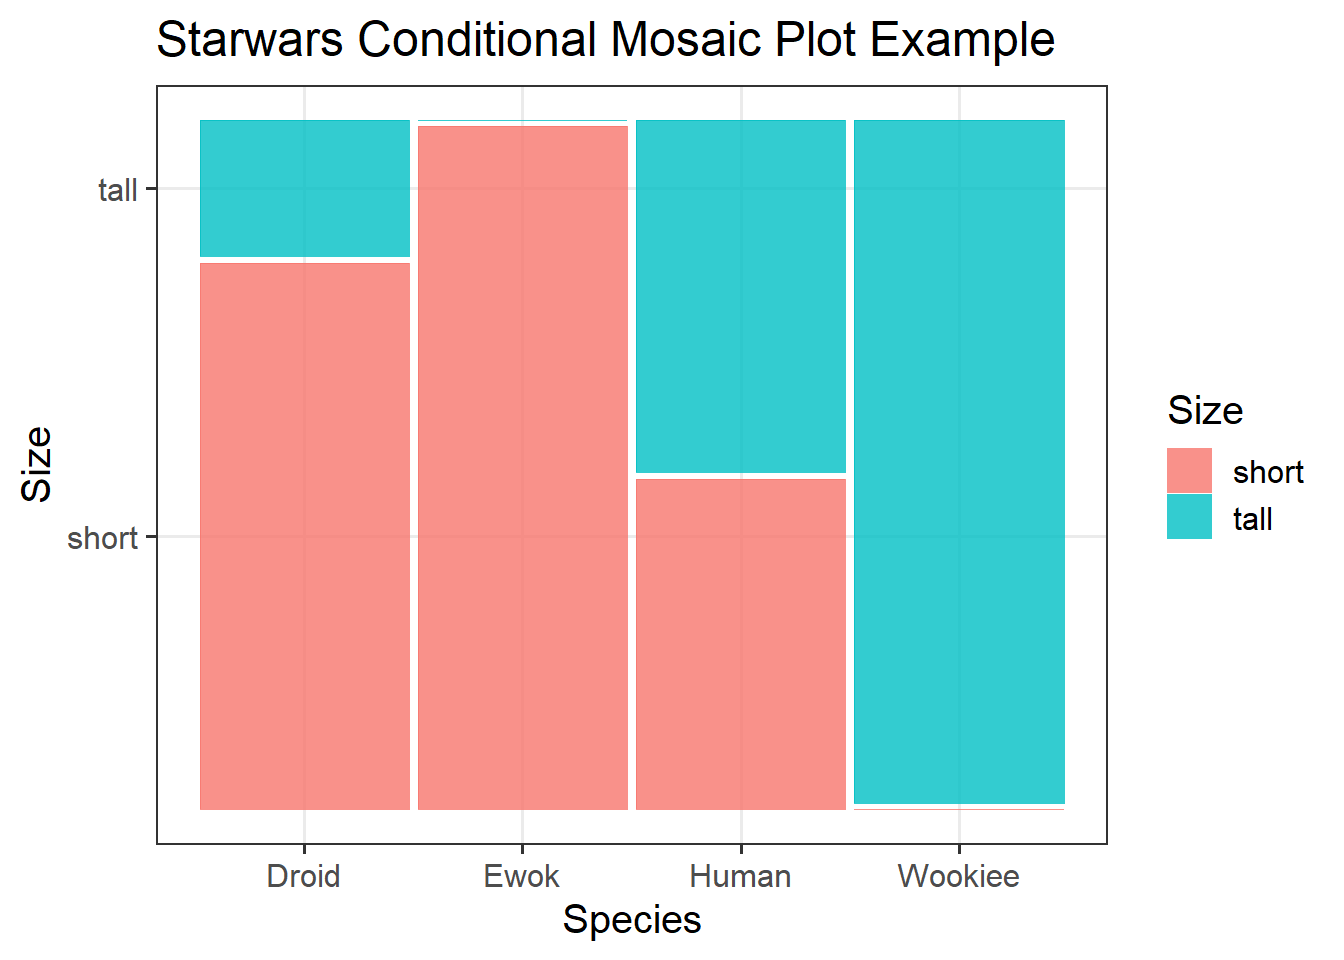 Starwars Conditional Mosaic Plot Example
tall
short
Size
Droid
Ewok
Human
Wookiee
Species
Size
short
tall